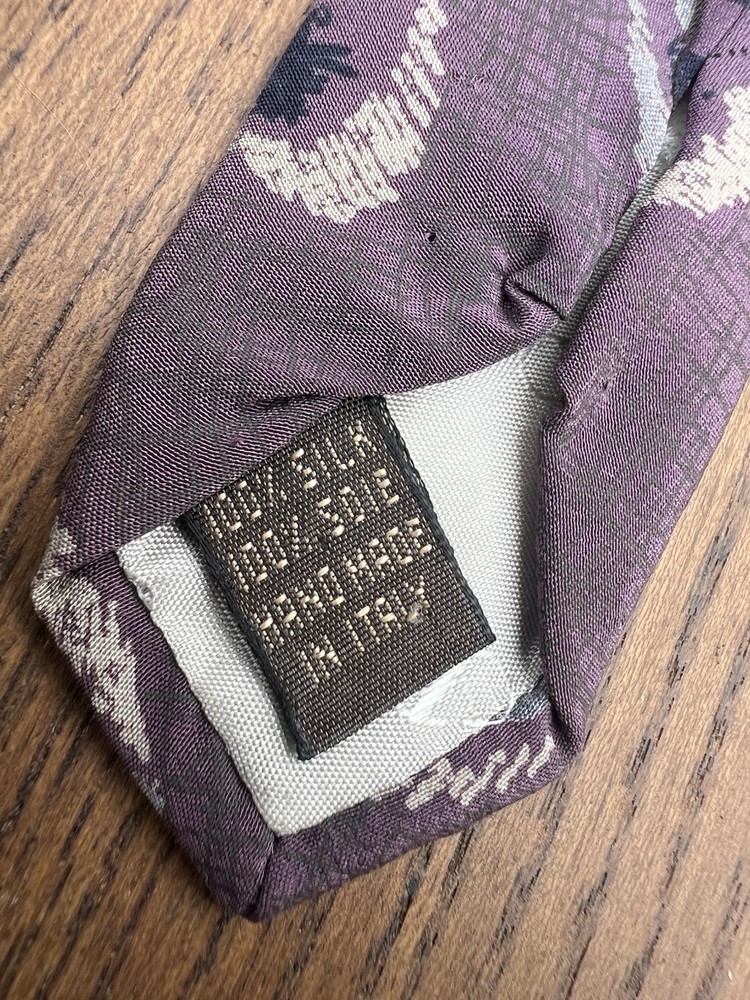 100% SILK
100% SOIE
HAND MADE
IN ITALY